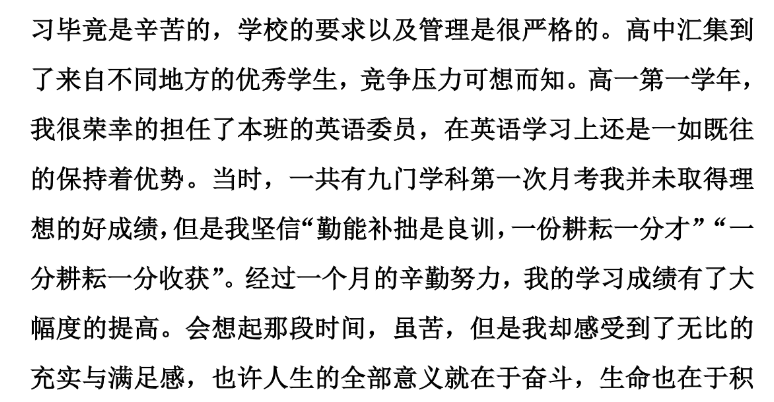 习毕竟是辛苦的，学校的要求以及管理是很严格的。高中汇集到
了来自不同地方的优秀学生，竞争压力可想而知。高一第一学年，
我很荣幸的担任了本班的英语委员，在英语学习上还是一如既往
的保持着优势。当时，一共有九门学科第一次月考我并未取得理
想的好成绩，但是我坚信“勤能补拙是良训，一份耕耘一分才”“一
分耕耘一分收获”。经过一个月的辛勤努力，我的学习成绩有了大
幅度的提高。会想起那段时间，虽苦，但是我却感受到了无比的
充实与满足感，也许人生的全部意义就在于奋斗，生命也在于积